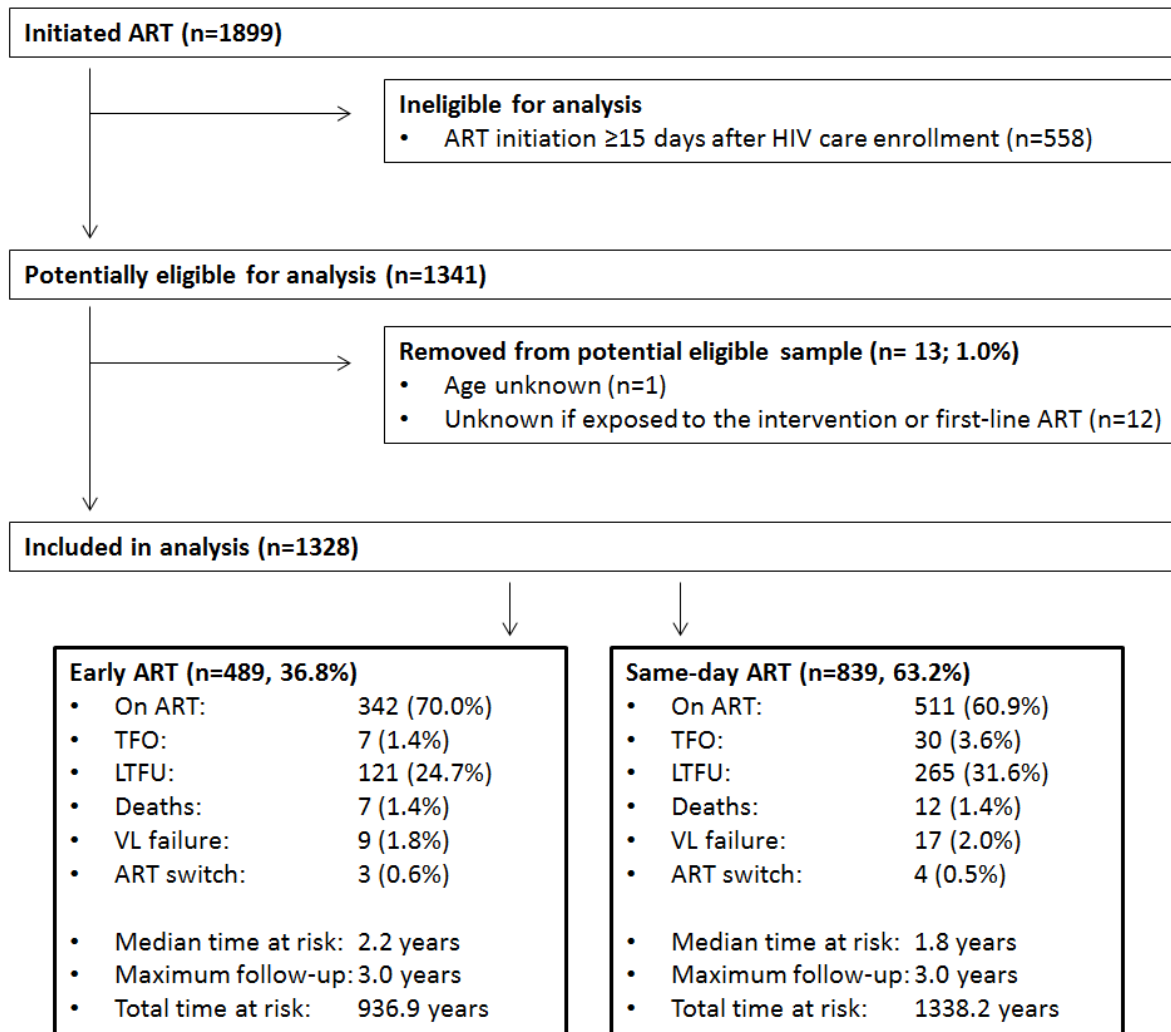 Initiated ART (n=1899)
Ineligible for analysis
• ART initiation ≥15 days after HIV care enrollment (n=558)
Potentially eligible for analysis (n=1341)
Removed from potential eligible sample (n= 13; 1.0%)
• Age unknown (n=1)
• Unknown if exposed to the intervention or first-line ART (n=12)
Included in analysis (n=1328)
Early ART (n=489, 36.8%)
• On ART: 342 (70.0%)
• TFO: 7 (1.4%)
• LTFU: 121 (24.7%)
• Deaths: 7 (1.4%)
• VL failure: 9 (1.8%)
• ART switch: 3 (0.6%)
• Median time at risk: 2.2 years
• Maximum follow-up: 3.0 years
• Total time at risk: 936.9 years
Same-day ART (n=839, 63.2%)
• On ART: 511 (60.9%)
• TFO: 30 (3.6%)
• LTFU: 265 (31.6%)
• Deaths: 12 (1.4%)
• VL failure: 17 (2.0%)
• ART switch: 4 (0.5%)
• Median time at risk: 1.8 years
• Maximum follow-up: 3.0 years
• Total time at risk: 1338.2 years